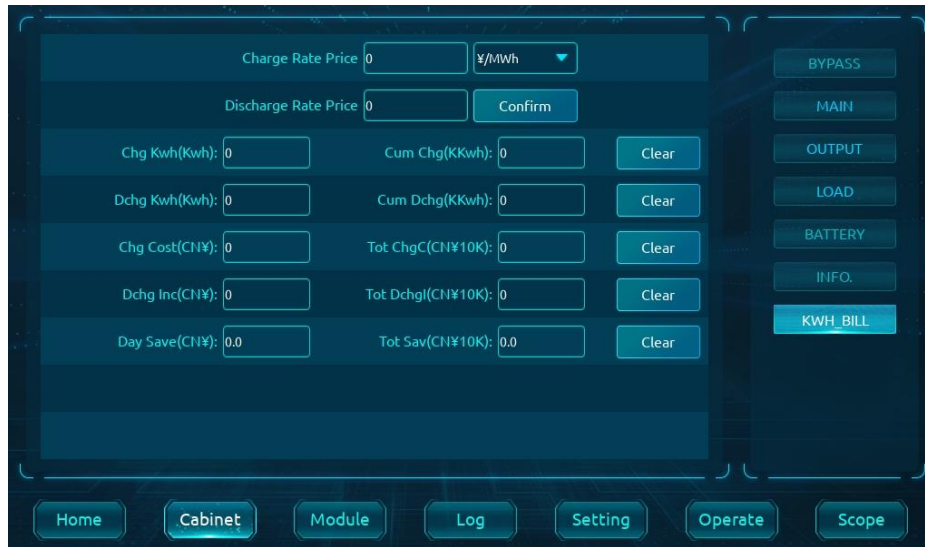 Charge Rate Price 0 ¥/MWh
Discharge Rate Price 0 Confirm
Chg Kwh(Kwh): 0 Cum Chg(KKwh): 0 Clear
Dchg Kwh(Kwh): 0 Cum Dchg(KKwh): 0 Clear
Chg Cost(CN¥): 0 Tot ChgC(CN¥10K): 0 Clear
Dchg Inc(CN¥): 0 Tot DchgI(CN¥10K): 0 Clear
Day Save(CN¥): 0.0 Tot Sav(CN¥10K): 0.0 Clear
BYPASS
MAIN
OUTPUT
LOAD
BATTERY
INFO.
KWH_BILL
Home Cabinet Module Log Setting Operate Scope